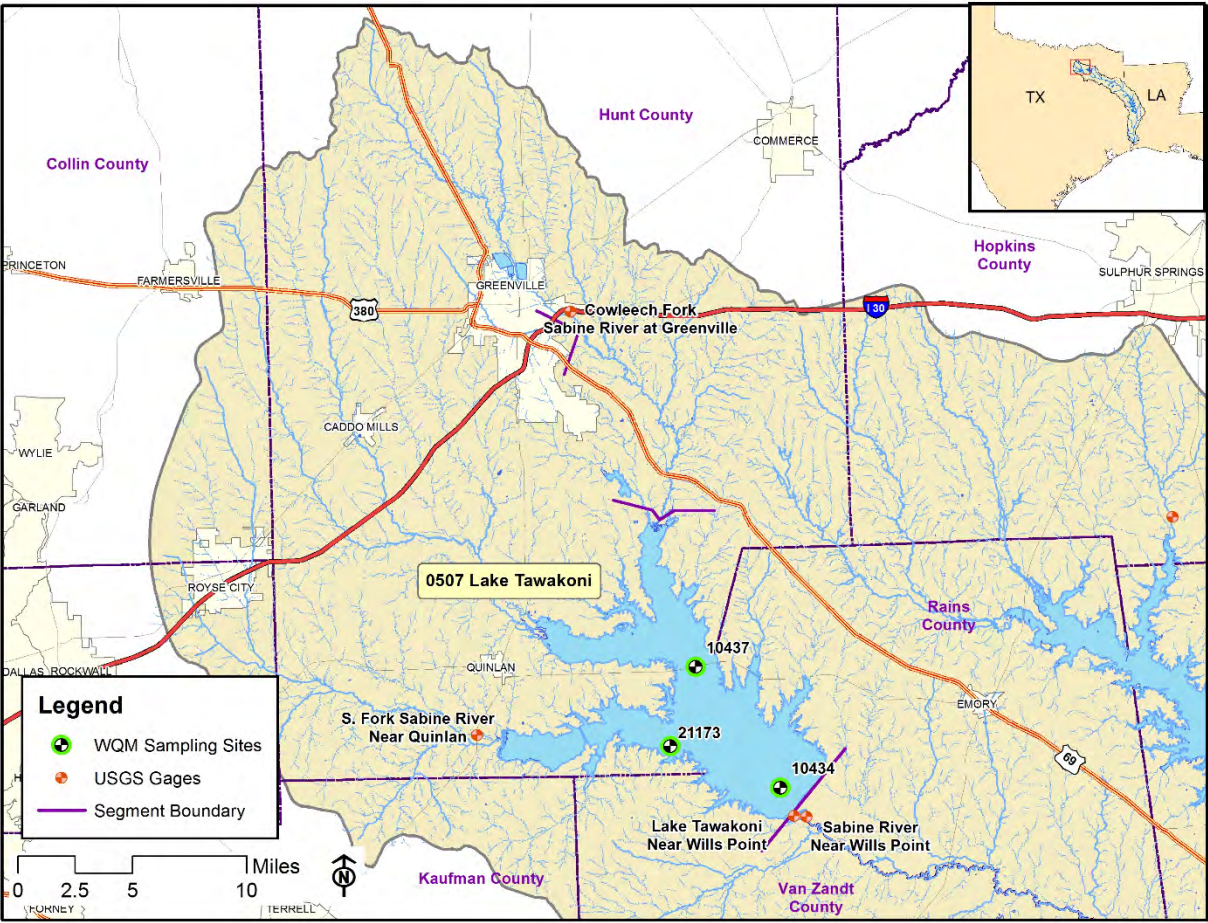 TX
LA
Hunt County
COMMERCE
Collin County
Hopkins
County
PRINCETON
FARMERSVILLE
SULPHUR SPRINGS
GREENVILLE
380
I 30
Cowleech Fork
Sabine River at Greenville
CADDO MILLS
WYLIE
GARLAND
0507 Lake Tawakoni
ROYSE CITY
Rains
County
10437
DALLAS
ROCKWALL
QUINLAN
EMORY
Legend
WQM Sampling Sites
USGS Gages
Segment Boundary
S. Fork Sabine River
Near Quinlan
21173
69
10434
Lake Tawakoni
Near Wills Point
Sabine River
Near Wills Point
Miles
0 2.5 5 10
N
Kaufman County
Van Zandt
County
FORNEY
TERRELL